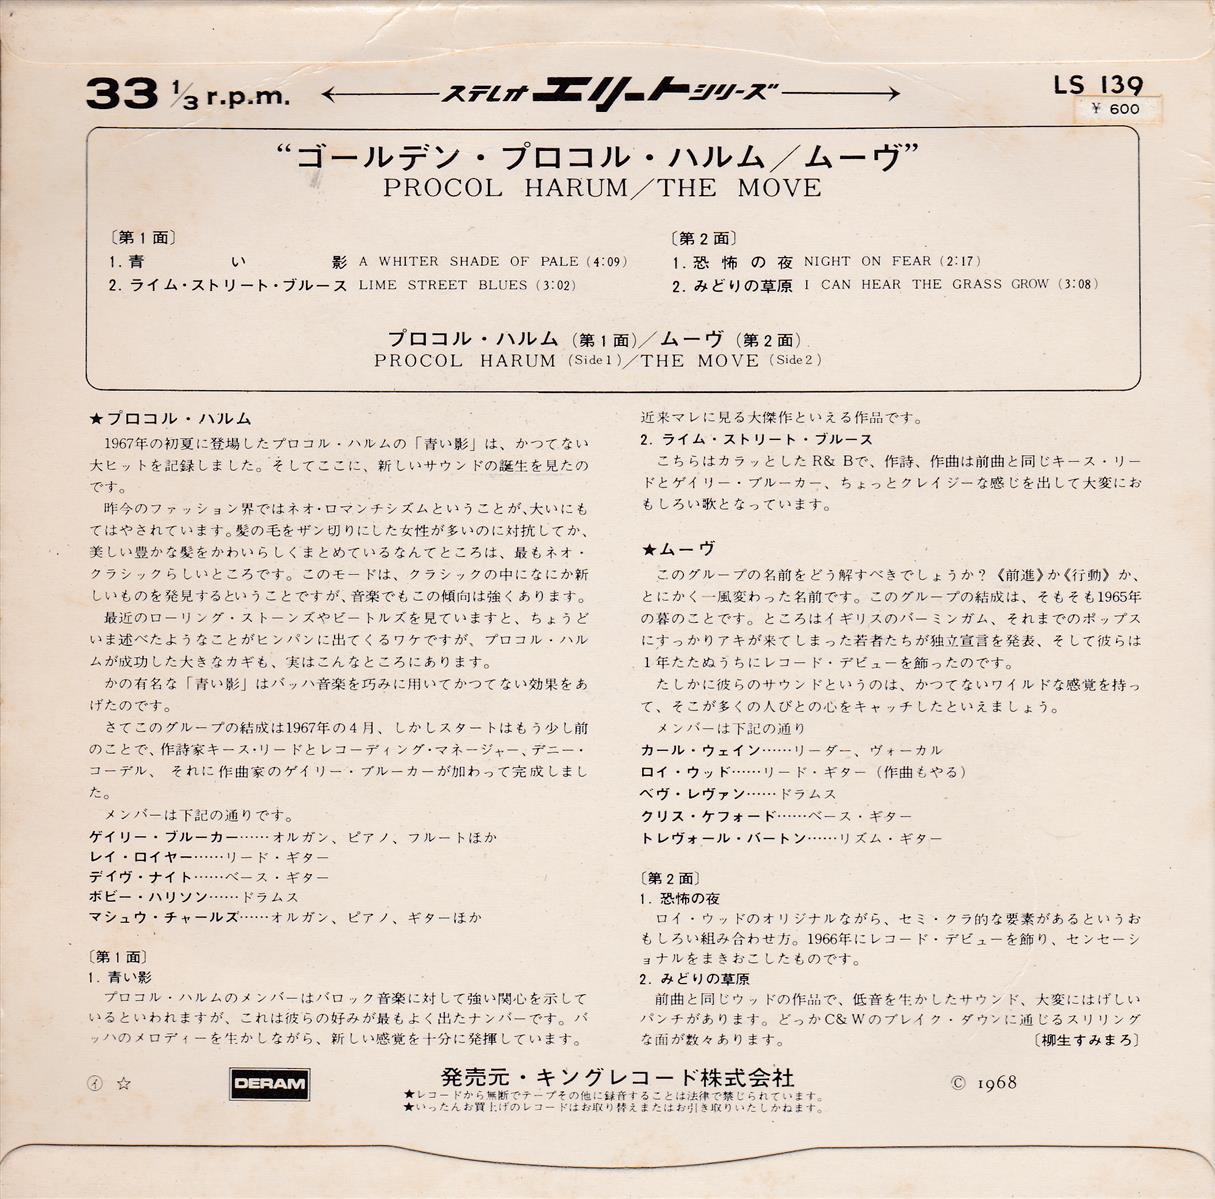 33 1/3 r.p.m. ステレオ エリートシリーズ LS 139
¥ 600
“ゴールデン・プロコル・ハルム／ムーヴ”
PROCOL HARUM／THE MOVE
〔第1面〕
1. 青い影 A WHITER SHADE OF PALE (4:09)
2. ライム・ストリート・ブルース LIME STREET BLUES (3:02)
〔第2面〕
1. 恐怖の夜 NIGHT ON FEAR (2:17)
2. みどりの草原 I CAN HEAR THE GRASS GROW (3:08)
プロコル・ハルム (第1面)／ムーヴ (第2面)
PROCOL HARUM (Side 1)／THE MOVE (Side 2)
★プロコル・ハルム
1967年の初夏に登場したプロコル・ハルムの「青い影」は、かつてない
大ヒットを記録しました。そしてここに、新しいサウンドの誕生を見たの
です。
昨今のファッション界ではネオ・ロマンチシズムということが、大いにも
てはやされています。髪の毛をザン切りにした女性が多いのに対抗してか、
美しい豊かな髪をかわいらしくまとめているなんてところは、最もネオ・
クラシックらしいところです。このモードは、クラシックの中になにか新
しいものを発見するということですが、音楽でもこの傾向は強くあります。
最近のローリング・ストーンズやビートルズを見ていますと、ちょうど
いま述べたようなことがヒンパンに出てくるワケですが、プロコル・ハル
ムが成功した大きなカギも、実はこんなところにあります。
かの有名な「青い影」はバッハ音楽を巧みに用いてかつてない効果をあ
げたのです。
さてこのグループの結成は1967年の4月、しかしスタートはもう少し前
のことで、作詩家キース・リードとレコーディング・マネージャー、デニー・
コーデル、それに作曲家のゲイリー・ブルーカーが加わって完成しまし
た。
メンバーは下記の通りです。
ゲイリー・ブルーカー……オルガン、ピアノ、フルートほか
レイ・ロイヤー……リード・ギター
デイヴ・ナイト……ベース・ギター
ボビー・ハリソン……ドラムス
マシュウ・チャールズ……オルガン、ピアノ、ギターほか
〔第1面〕
1. 青い影
プロコル・ハルムのメンバーはバロック音楽に対して強い関心を示して
いるといわれますが、これは彼らの好みが最もよく出たナンバーです。バ
ッハのメロディーを生かしながら、新しい感覚を十分に発揮しています。
近来マレに見る大傑作といえる作品です。
2. ライム・ストリート・ブルース
こちらはカラッとしたR&Bで、作詩、作曲は前曲と同じキース・リー
ドとゲイリー・ブルーカー、ちょっとクレイジーな感じを出して大変にお
もしろい歌となっています。
★ムーヴ
このグループの名前をどう解すべきでしょうか？《前進》か《行動》か、
とにかく一風変わった名前です。このグループの結成は、そもそも1965年
の暮のことです。ところはイギリスのバーミンガム、それまでのポップス
にすっかりアキが来てしまった若者たちが独立宣言を発表、そして彼らは
1年たたぬうちにレコード・デビューを飾ったのです。
たしかに彼らのサウンドというのは、かつてないワイルドな感覚を持っ
て、そこが多くの人びとの心をキャッチしたといえましょう。
メンバーは下記の通り
カール・ウェイン……リーダー、ヴォーカル
ロイ・ウッド……リード・ギター (作曲もやる)
ベヴ・レヴァン……ドラムス
クリス・ケフォード……ベース・ギター
トレヴォール・バートン……リズム・ギター
〔第2面〕
1. 恐怖の夜
ロイ・ウッドのオリジナルながら、セミ・クラ的な要素があるというお
もしろい組み合わせ方。1966年にレコード・デビューを飾り、センセーシ
ョナルをまきおこしたものです。
2. みどりの草原
前曲と同じウッドの作品で、低音を生かしたサウンド、大変にはげしい
パンチがあります。どっかC&Wのブレイク・ダウンに通じるスリリング
な面が数々あります。 〔柳生すみまろ〕
㋑ ☆ DERAM 発売元・キングレコード株式会社 © 1968
★レコードから無断でテープその他に録音することは法律で禁じられています。
★いったんお買上げのレコードはお取り替えまたはお引き取りいたしかねます。